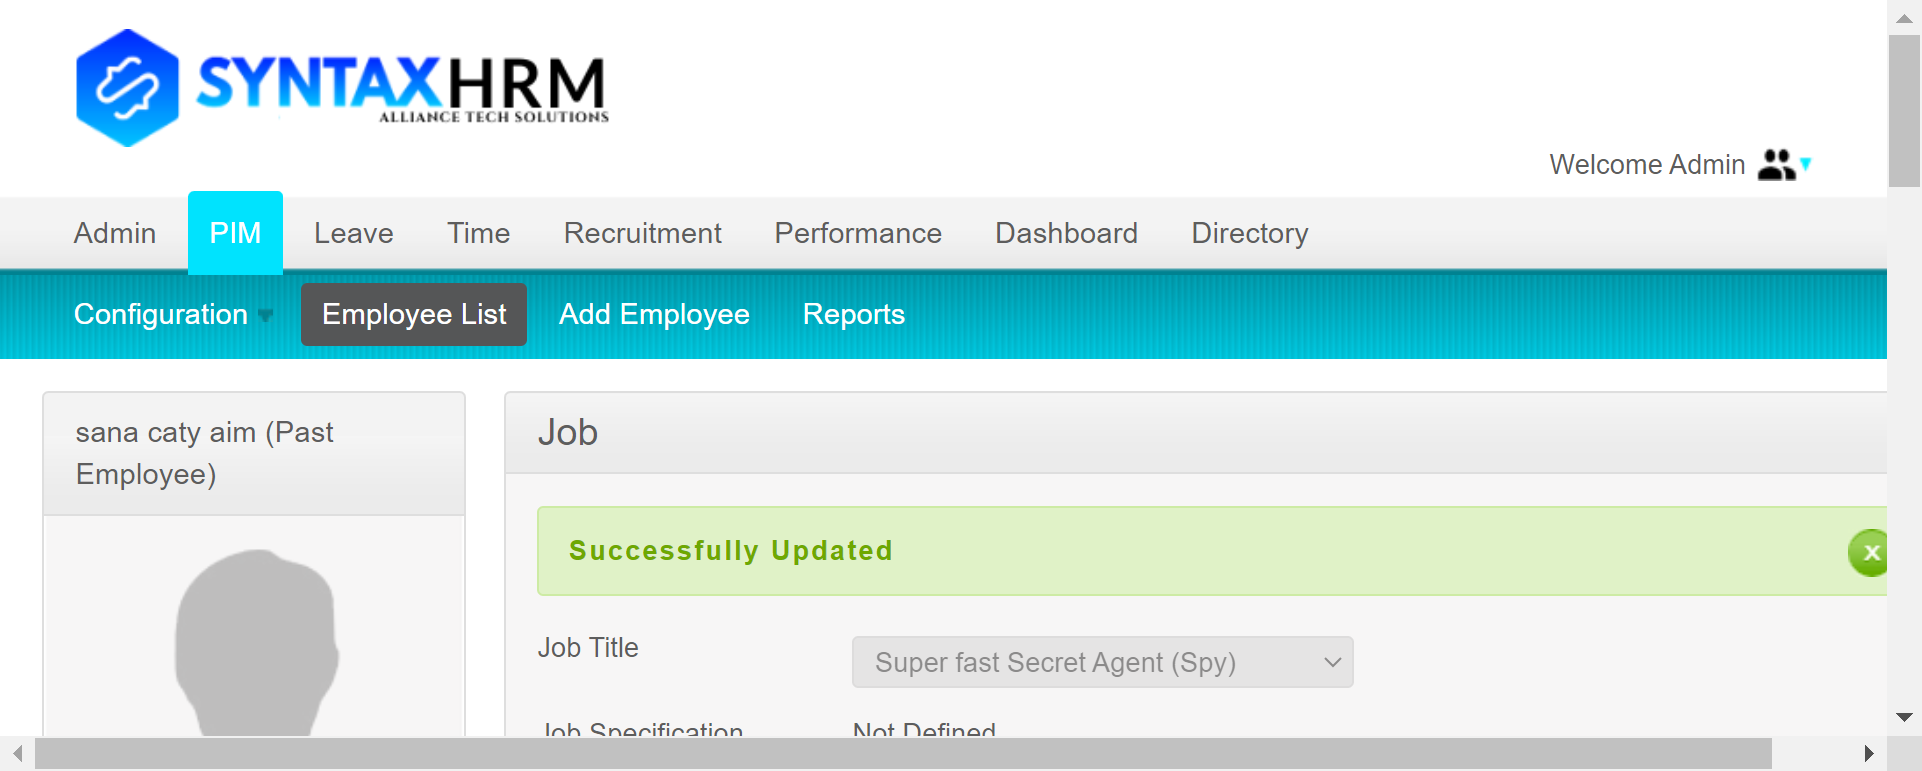 SYNTAXHRM
ALLIANCE TECH SOLUTIONS
Welcome Admin
Admin PIM Leave Time Recruitment Performance Dashboard Directory
Configuration Employee List Add Employee Reports
sana caty aim (Past
Employee)
Job
Successfully Updated
x
Job Title
Super fast Secret Agent (Spy)
Job Specification Not Defined